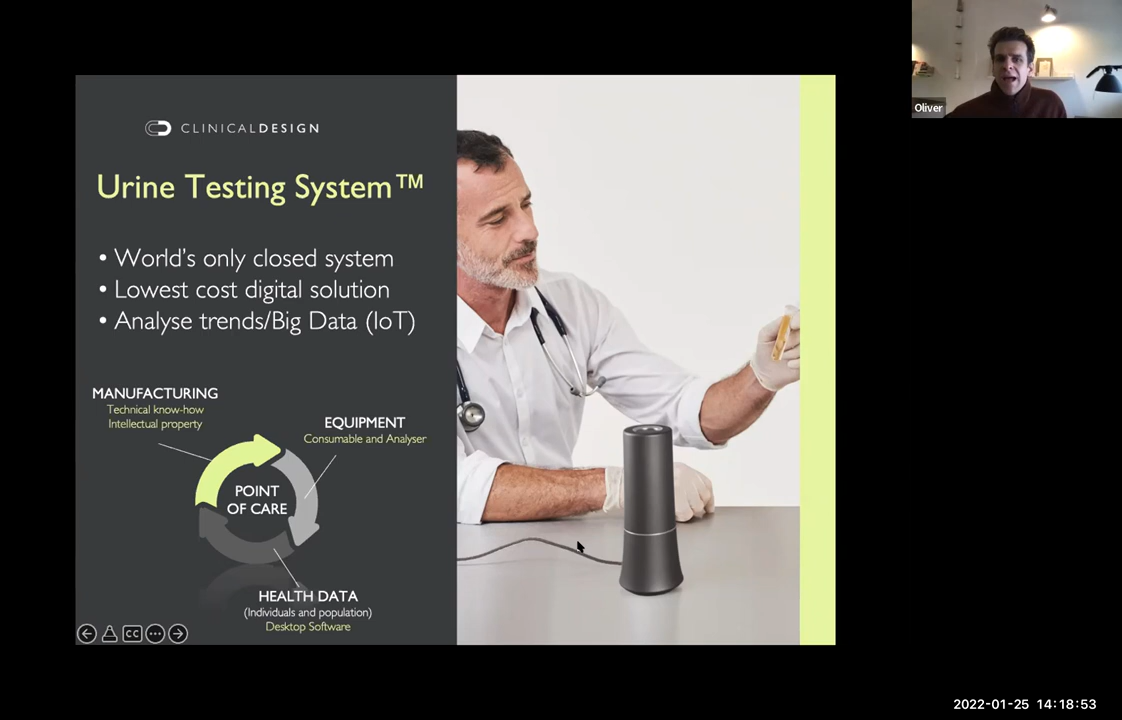 CLINICALDESIGN
Urine Testing System™
• World's only closed system
• Lowest cost digital solution
• Analyse trends/Big Data (IoT)
MANUFACTURING
Technical know-how
Intellectual property
EQUIPMENT
Consumable and Analyser
POINT
OF CARE
HEALTH DATA
(Individuals and population)
Desktop Software
CC
Oliver
2022-01-25 14:18:53